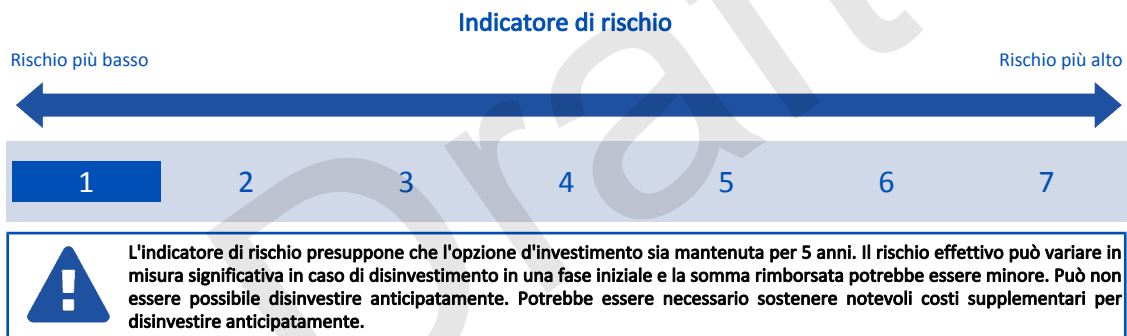 Indicatore di rischio
Rischio più basso
Rischio più alto
1 2 3 4 5 6 7
L'indicatore di rischio presuppone che l'opzione d'investimento sia mantenuta per 5 anni. Il rischio effettivo può variare in
misura significativa in caso di disinvestimento in una fase iniziale e la somma rimborsata potrebbe essere minore. Può non
essere possibile disinvestire anticipatamente. Potrebbe essere necessario sostenere notevoli costi supplementari per
disinvestire anticipatamente.
Draft